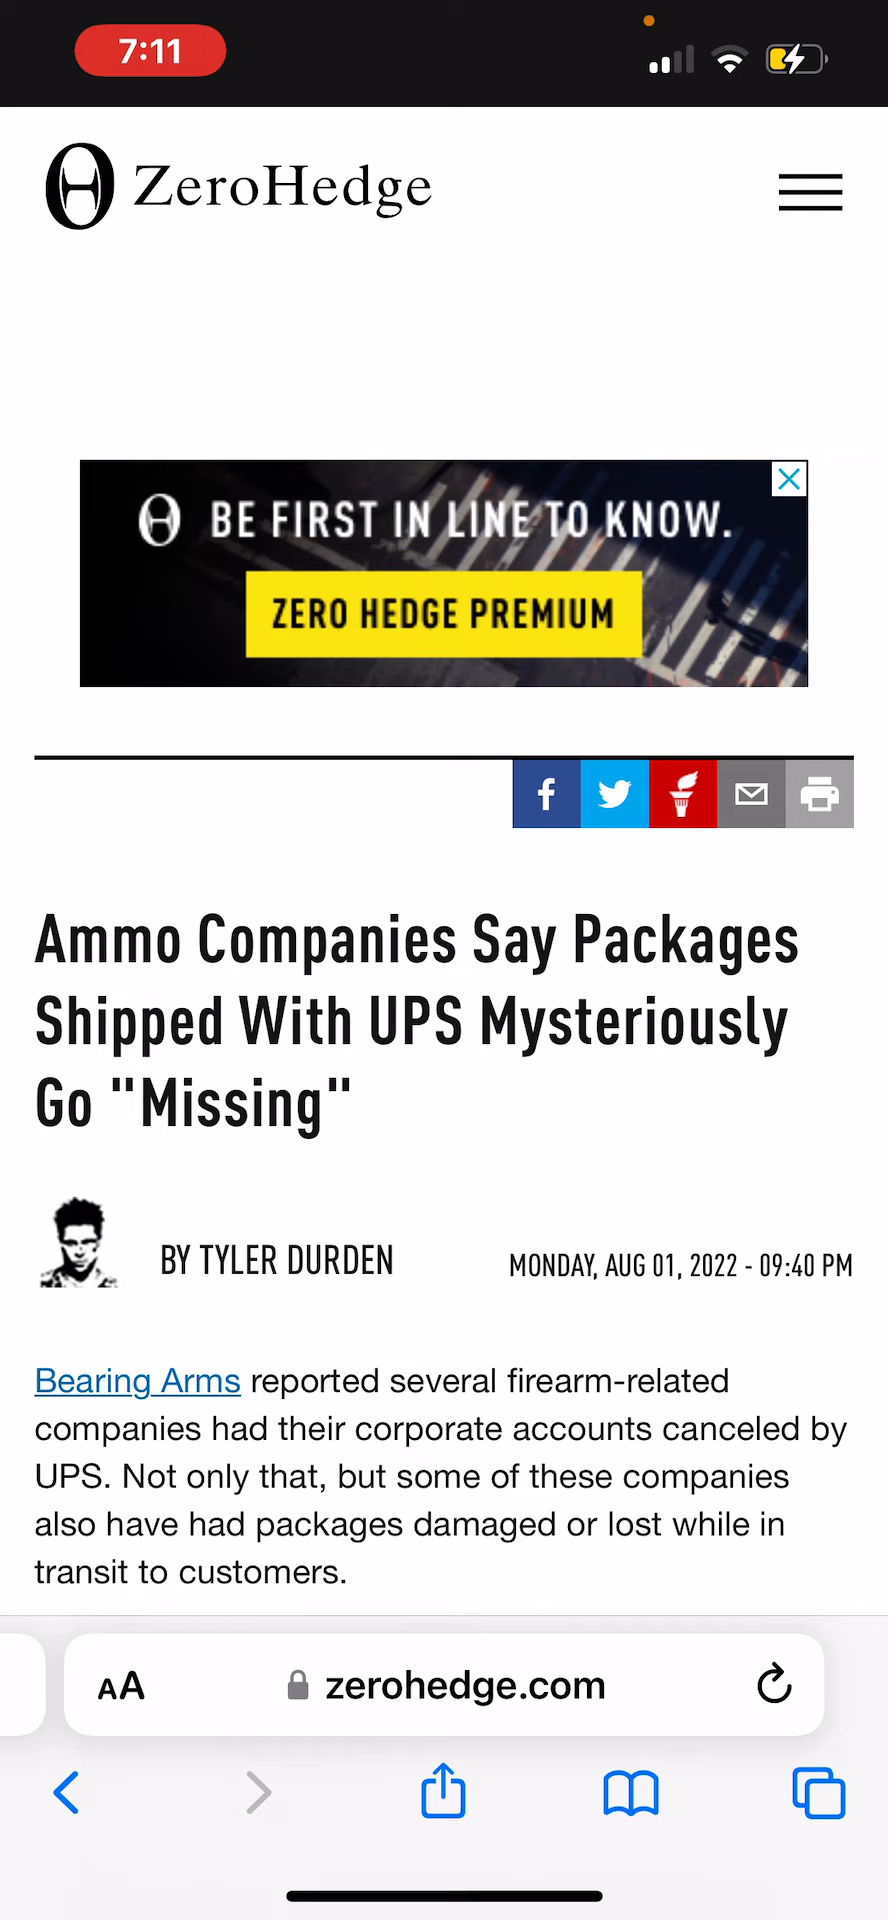 7:11
ZeroHedge
BE FIRST IN LINE TO KNOW.
ZERO HEDGE PREMIUM
Ammo Companies Say Packages
Shipped With UPS Mysteriously
Go "Missing"
BY TYLER DURDEN
MONDAY, AUG 01, 2022 - 09:40 PM
Bearing Arms reported several firearm-related
companies had their corporate accounts canceled by
UPS. Not only that, but some of these companies
also have had packages damaged or lost while in
transit to customers.
AA
zerohedge.com